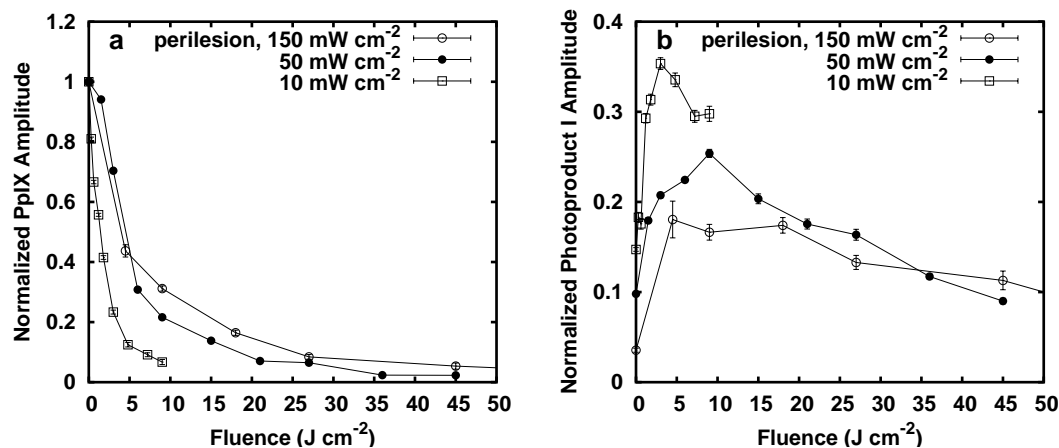 a
perilesion, 150 mW cm-2
50 mW cm-2
10 mW cm-2
1.2
1
0.8
0.6
0.4
0.2
0
0 5 10 15 20 25 30 35 40 45 50
Normalized PpIX Amplitude
Fluence (J cm-2)
b
perilesion, 150 mW cm-2
50 mW cm-2
10 mW cm-2
0.4
0.3
0.2
0.1
0
0 5 10 15 20 25 30 35 40 45 50
Normalized Photoproduct I Amplitude
Fluence (J cm-2)